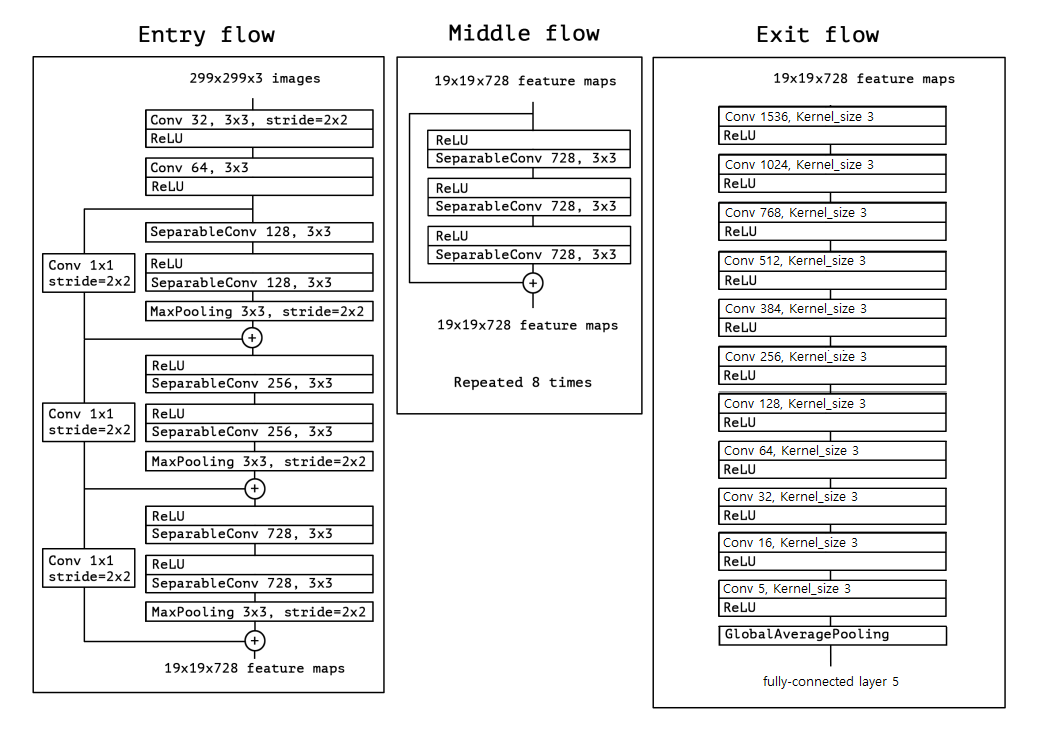 Entry flow
299x299x3 images
Conv 32, 3x3, stride=2x2
ReLU
Conv 64, 3x3
ReLU
SeparableConv 128, 3x3
Conv 1x1
stride=2x2
ReLU
SeparableConv 128, 3x3
MaxPooling 3x3, stride=2x2
+
ReLU
SeparableConv 256, 3x3
Conv 1x1
stride=2x2
ReLU
SeparableConv 256, 3x3
MaxPooling 3x3, stride=2x2
+
ReLU
SeparableConv 728, 3x3
Conv 1x1
stride=2x2
ReLU
SeparableConv 728, 3x3
MaxPooling 3x3, stride=2x2
+
19x19x728 feature maps
Middle flow
19x19x728 feature maps
ReLU
SeparableConv 728, 3x3
ReLU
SeparableConv 728, 3x3
ReLU
SeparableConv 728, 3x3
+
19x19x728 feature maps
Repeated 8 times
Exit flow
19x19x728 feature maps
Conv 1536, Kernel_size 3
ReLU
Conv 1024, Kernel_size 3
ReLU
Conv 768, Kernel_size 3
ReLU
Conv 512, Kernel_size 3
ReLU
Conv 384, Kernel_size 3
ReLU
Conv 256, Kernel_size 3
ReLU
Conv 128, Kernel_size 3
ReLU
Conv 64, Kernel_size 3
ReLU
Conv 32, Kernel_size 3
ReLU
Conv 16, Kernel_size 3
ReLU
Conv 5, Kernel_size 3
ReLU
GlobalAveragePooling
fully-connected layer 5